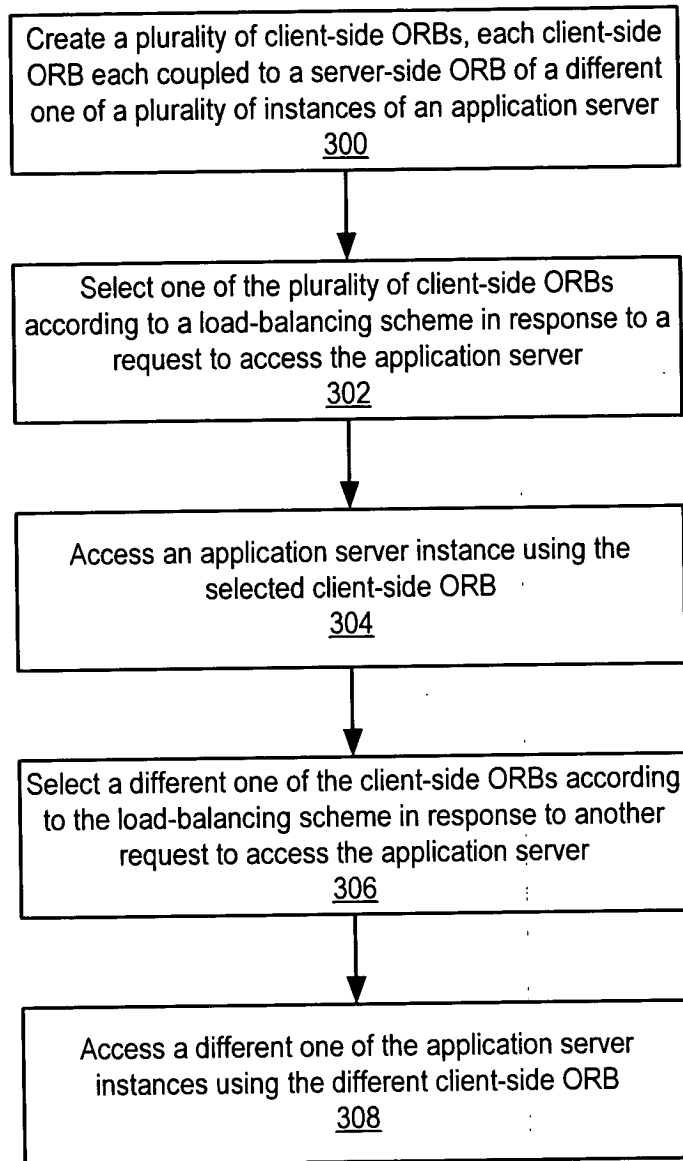 Create a plurality of client-side ORBs, each client-side
ORB each coupled to a server-side ORB of a different
one of a plurality of instances of an application server
300
Select one of the plurality of client-side ORBs
according to a load-balancing scheme in response to a
request to access the application server
302
Access an application server instance using the
selected client-side ORB
304
Select a different one of the client-side ORBs according
to the load-balancing scheme in response to another
request to access the application server
306
Access a different one of the application server
instances using the different client-side ORB
308